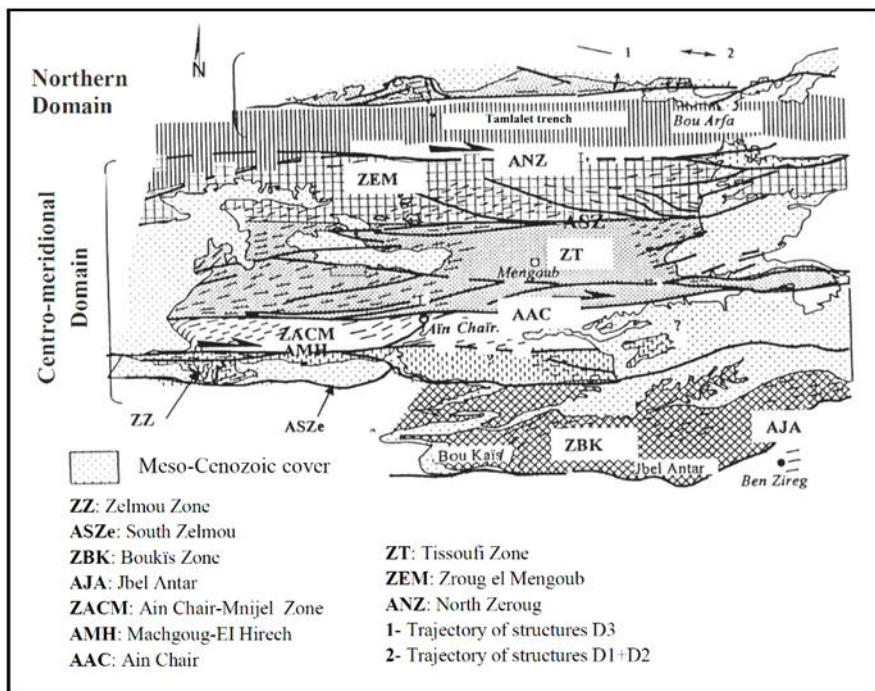 N
1
2
Northern
Domain
Tamlalet trench
Bou Arfa
ANZ
ZEM
ASZ
ZT
Mengoub
Centro-meridional
Domain
AAC
Aïn Chaïr.
ZACM
AMH
?
ZZ
ASZe
AJA
ZBK
Bou Kaïs
Jbel Antar
Ben Zireg
Meso-Cenozoic cover
ZZ: Zelmou Zone
ASZe: South Zelmou
ZBK: Boukïs Zone
AJA: Jbel Antar
ZACM: Ain Chair-Mnijel Zone
AMH: Machgoug-EI Hirech
AAC: Ain Chair
ZT: Tissoufi Zone
ZEM: Zroug el Mengoub
ANZ: North Zeroug
1- Trajectory of structures D3
2- Trajectory of structures D1+D2